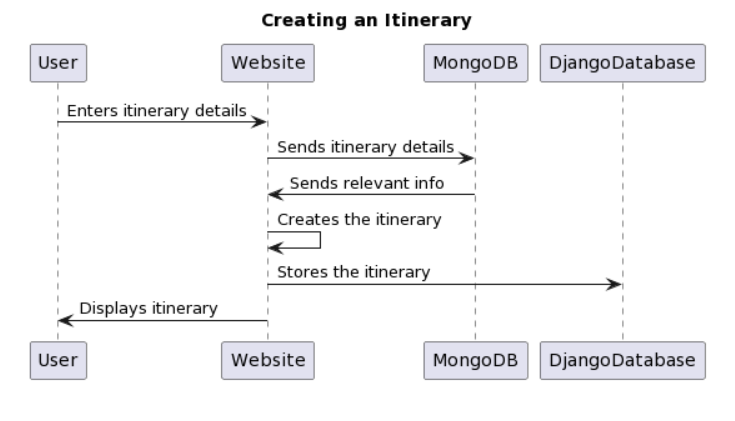 Creating an Itinerary
User
Website
MongoDB
DjangoDatabase
Enters itinerary details
Sends itinerary details
Sends relevant info
Creates the itinerary
Stores the itinerary
Displays itinerary
User
Website
MongoDB
DjangoDatabase